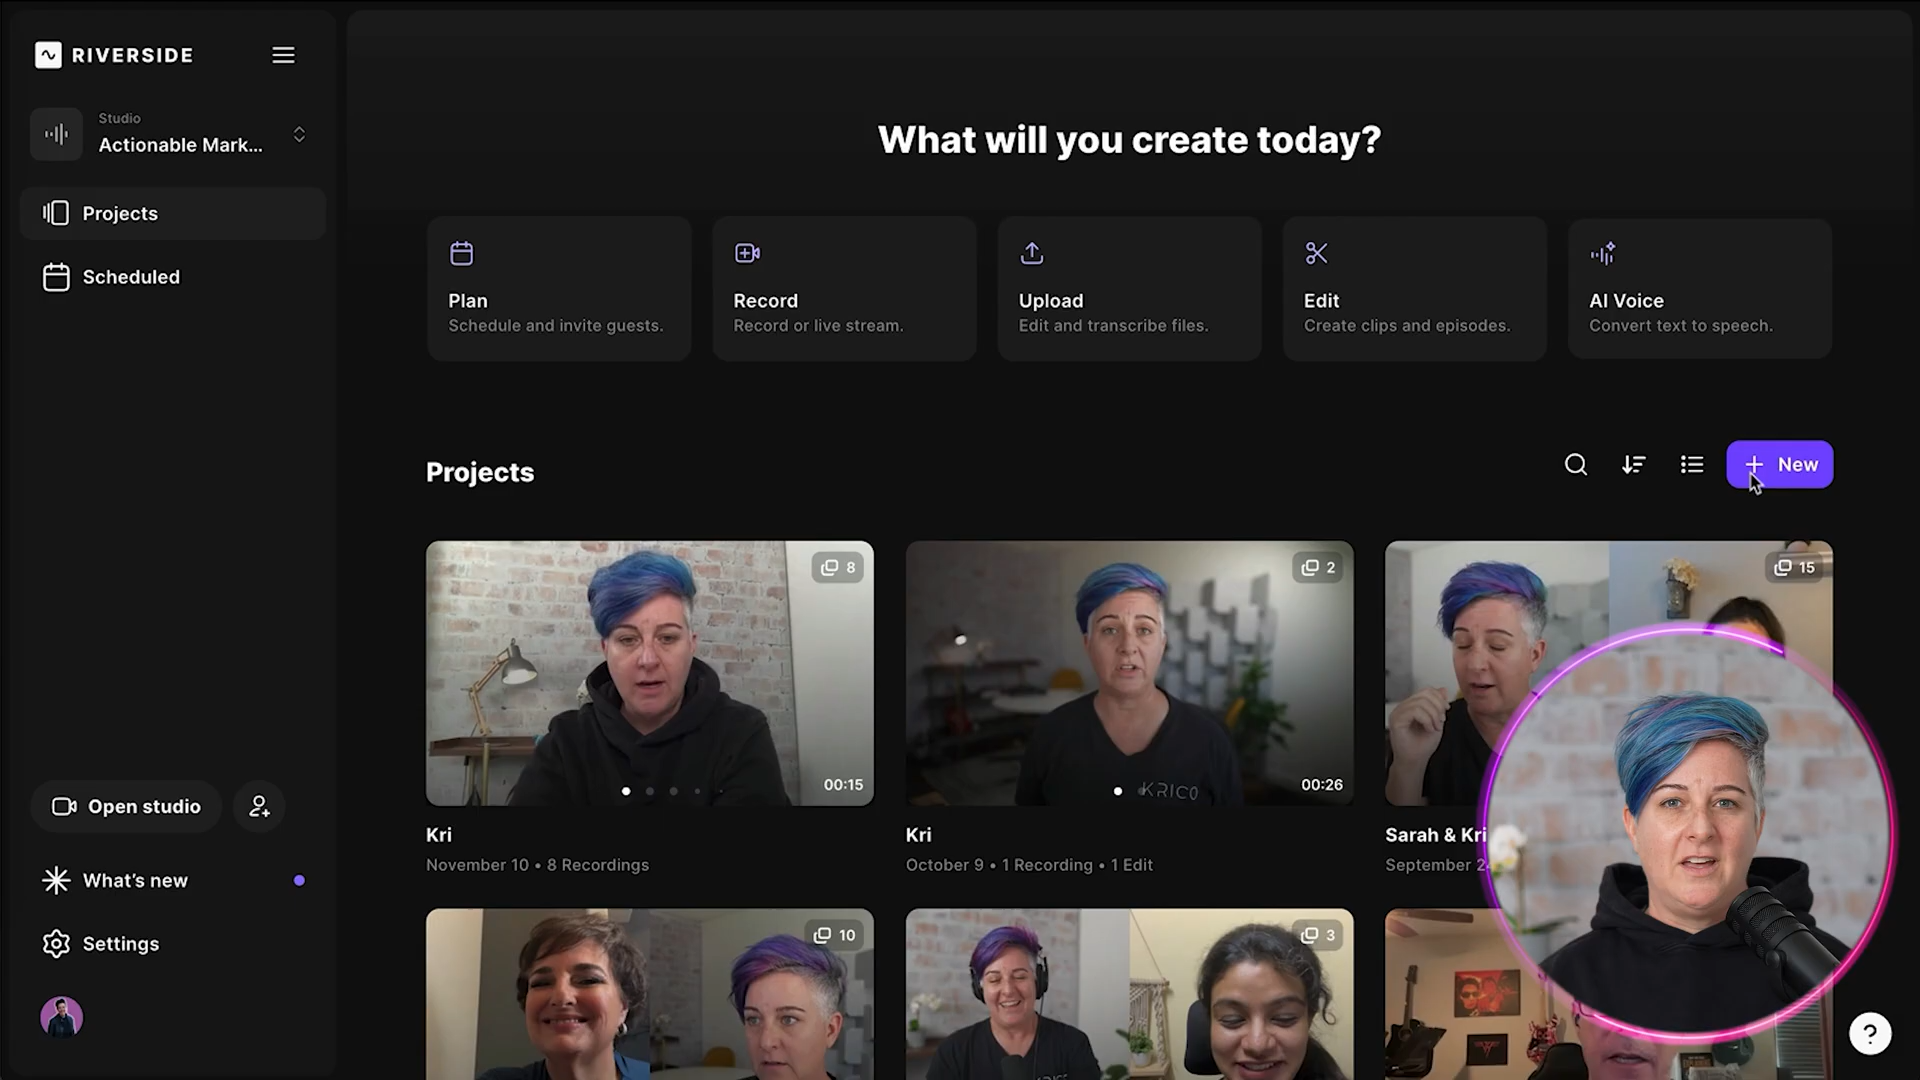 RIVERSIDE
Studio
Actionable Mark...
Projects
Scheduled
What will you create today?
Plan
Schedule and invite guests.
Record
Record or live stream.
Upload
Edit and transcribe files.
Edit
Create clips and episodes.
AI Voice
Convert text to speech.
Projects
New
8
00:15
Kri
November 10 • 8 Recordings
2
KRICO
00:26
Kri
October 9 • 1 Recording • 1 Edit
15
Sarah & Kri
September 2
10
3
Open studio
What's new
Settings
?